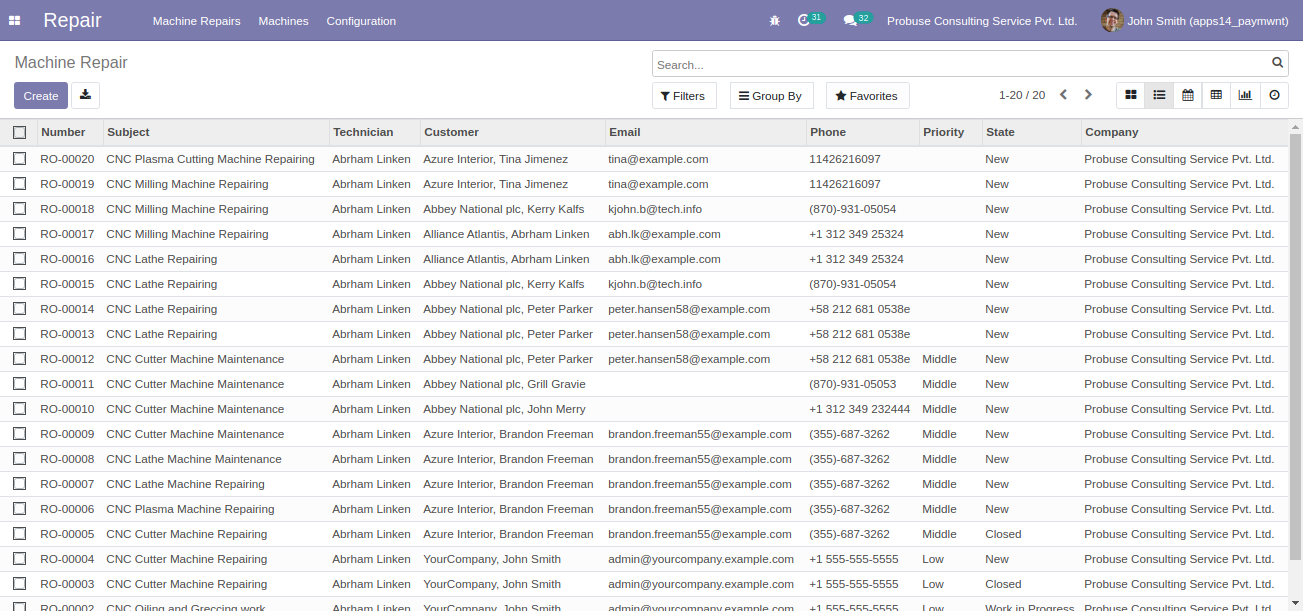 Repair Machine Repairs Machines Configuration 31 32 Probuse Consulting Service Pvt. Ltd. John Smith (apps14_paymwnt)
Machine Repair Search...
Create Filters Group By Favorites 1-20 / 20
Number Subject Technician Customer Email Phone Priority State Company
RO-00020 CNC Plasma Cutting Machine Repairing Abrham Linken Azure Interior, Tina Jimenez tina@example.com 11426216097 New Probuse Consulting Service Pvt. Ltd.
RO-00019 CNC Milling Machine Repairing Abrham Linken Azure Interior, Tina Jimenez tina@example.com 11426216097 New Probuse Consulting Service Pvt. Ltd.
RO-00018 CNC Milling Machine Repairing Abrham Linken Abbey National plc, Kerry Kalfs kjohn.b@tech.info (870)-931-05054 New Probuse Consulting Service Pvt. Ltd.
RO-00017 CNC Milling Machine Repairing Abrham Linken Alliance Atlantis, Abrham Linken abh.lk@example.com +1 312 349 25324 New Probuse Consulting Service Pvt. Ltd.
RO-00016 CNC Lathe Repairing Abrham Linken Alliance Atlantis, Abrham Linken abh.lk@example.com +1 312 349 25324 New Probuse Consulting Service Pvt. Ltd.
RO-00015 CNC Lathe Repairing Abrham Linken Abbey National plc, Kerry Kalfs kjohn.b@tech.info (870)-931-05054 New Probuse Consulting Service Pvt. Ltd.
RO-00014 CNC Lathe Repairing Abrham Linken Abbey National plc, Peter Parker peter.hansen58@example.com +58 212 681 0538e New Probuse Consulting Service Pvt. Ltd.
RO-00013 CNC Lathe Repairing Abrham Linken Abbey National plc, Peter Parker peter.hansen58@example.com +58 212 681 0538e New Probuse Consulting Service Pvt. Ltd.
RO-00012 CNC Cutter Machine Maintenance Abrham Linken Abbey National plc, Peter Parker peter.hansen58@example.com +58 212 681 0538e Middle New Probuse Consulting Service Pvt. Ltd.
RO-00011 CNC Cutter Machine Maintenance Abrham Linken Abbey National plc, Grill Gravie (870)-931-05053 Middle New Probuse Consulting Service Pvt. Ltd.
RO-00010 CNC Cutter Machine Maintenance Abrham Linken Abbey National plc, John Merry +1 312 349 232444 Middle New Probuse Consulting Service Pvt. Ltd.
RO-00009 CNC Cutter Machine Maintenance Abrham Linken Azure Interior, Brandon Freeman brandon.freeman55@example.com (355)-687-3262 Middle New Probuse Consulting Service Pvt. Ltd.
RO-00008 CNC Lathe Machine Maintenance Abrham Linken Azure Interior, Brandon Freeman brandon.freeman55@example.com (355)-687-3262 Middle New Probuse Consulting Service Pvt. Ltd.
RO-00007 CNC Lathe Machine Repairing Abrham Linken Azure Interior, Brandon Freeman brandon.freeman55@example.com (355)-687-3262 Middle New Probuse Consulting Service Pvt. Ltd.
RO-00006 CNC Plasma Machine Repairing Abrham Linken Azure Interior, Brandon Freeman brandon.freeman55@example.com (355)-687-3262 Middle New Probuse Consulting Service Pvt. Ltd.
RO-00005 CNC Cutter Machine Repairing Abrham Linken Azure Interior, Brandon Freeman brandon.freeman55@example.com (355)-687-3262 Middle Closed Probuse Consulting Service Pvt. Ltd.
RO-00004 CNC Cutter Machine Repairing Abrham Linken YourCompany, John Smith admin@yourcompany.example.com +1 555-555-5555 Low New Probuse Consulting Service Pvt. Ltd.
RO-00003 CNC Cutter Machine Repairing Abrham Linken YourCompany, John Smith admin@yourcompany.example.com +1 555-555-5555 Low Closed Probuse Consulting Service Pvt. Ltd.
RO-00002 CNC Oiling and Greccing work Abrham Linken YourCompany, John Smith admin@yourcompany.example.com +1 555-555-5555 Low Work in Progress Probuse Consulting Service Pvt. Ltd.